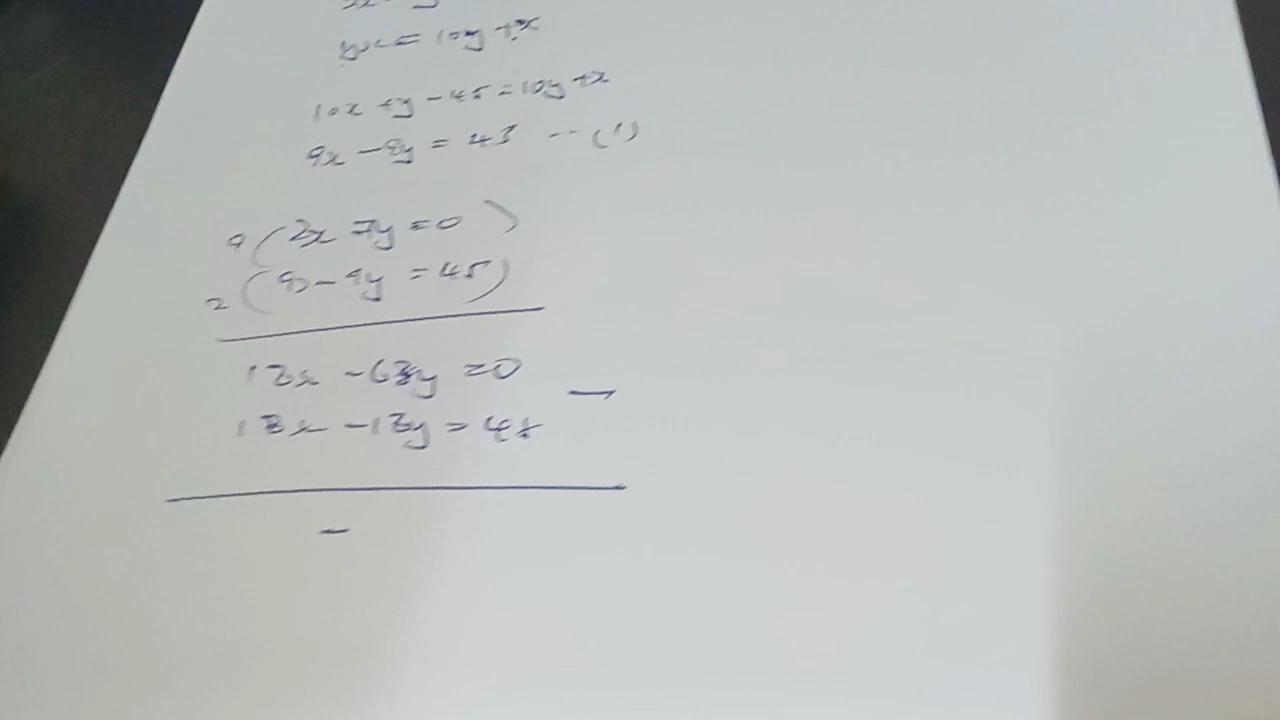 yx = 10y + x
10x + y - 45 = 10y + x
9x - 9y = 45 -- (1)
9 (2x - 7y = 0)
2 (9x - 9y = 45)
18x - 63y = 0
18x - 18y = 45
-
-